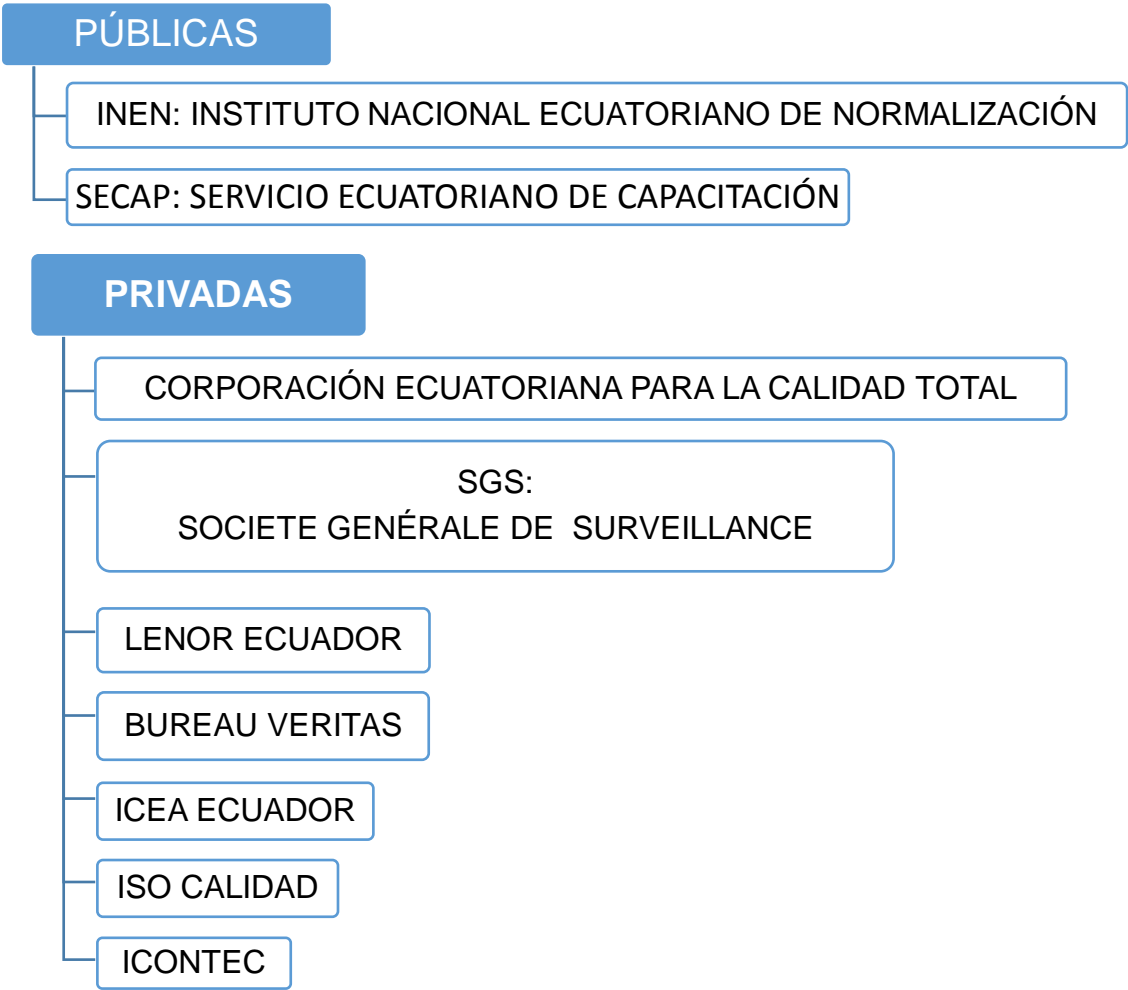 PÚBLICAS
INEN: INSTITUTO NACIONAL ECUATORIANO DE NORMALIZACIÓN
SECAP: SERVICIO ECUATORIANO DE CAPACITACIÓN
PRIVADAS
CORPORACIÓN ECUATORIANA PARA LA CALIDAD TOTAL
SGS:
SOCIETE GENÉRALE DE SURVEILLANCE
LENOR ECUADOR
BUREAU VERITAS
ICEA ECUADOR
ISO CALIDAD
ICONTEC